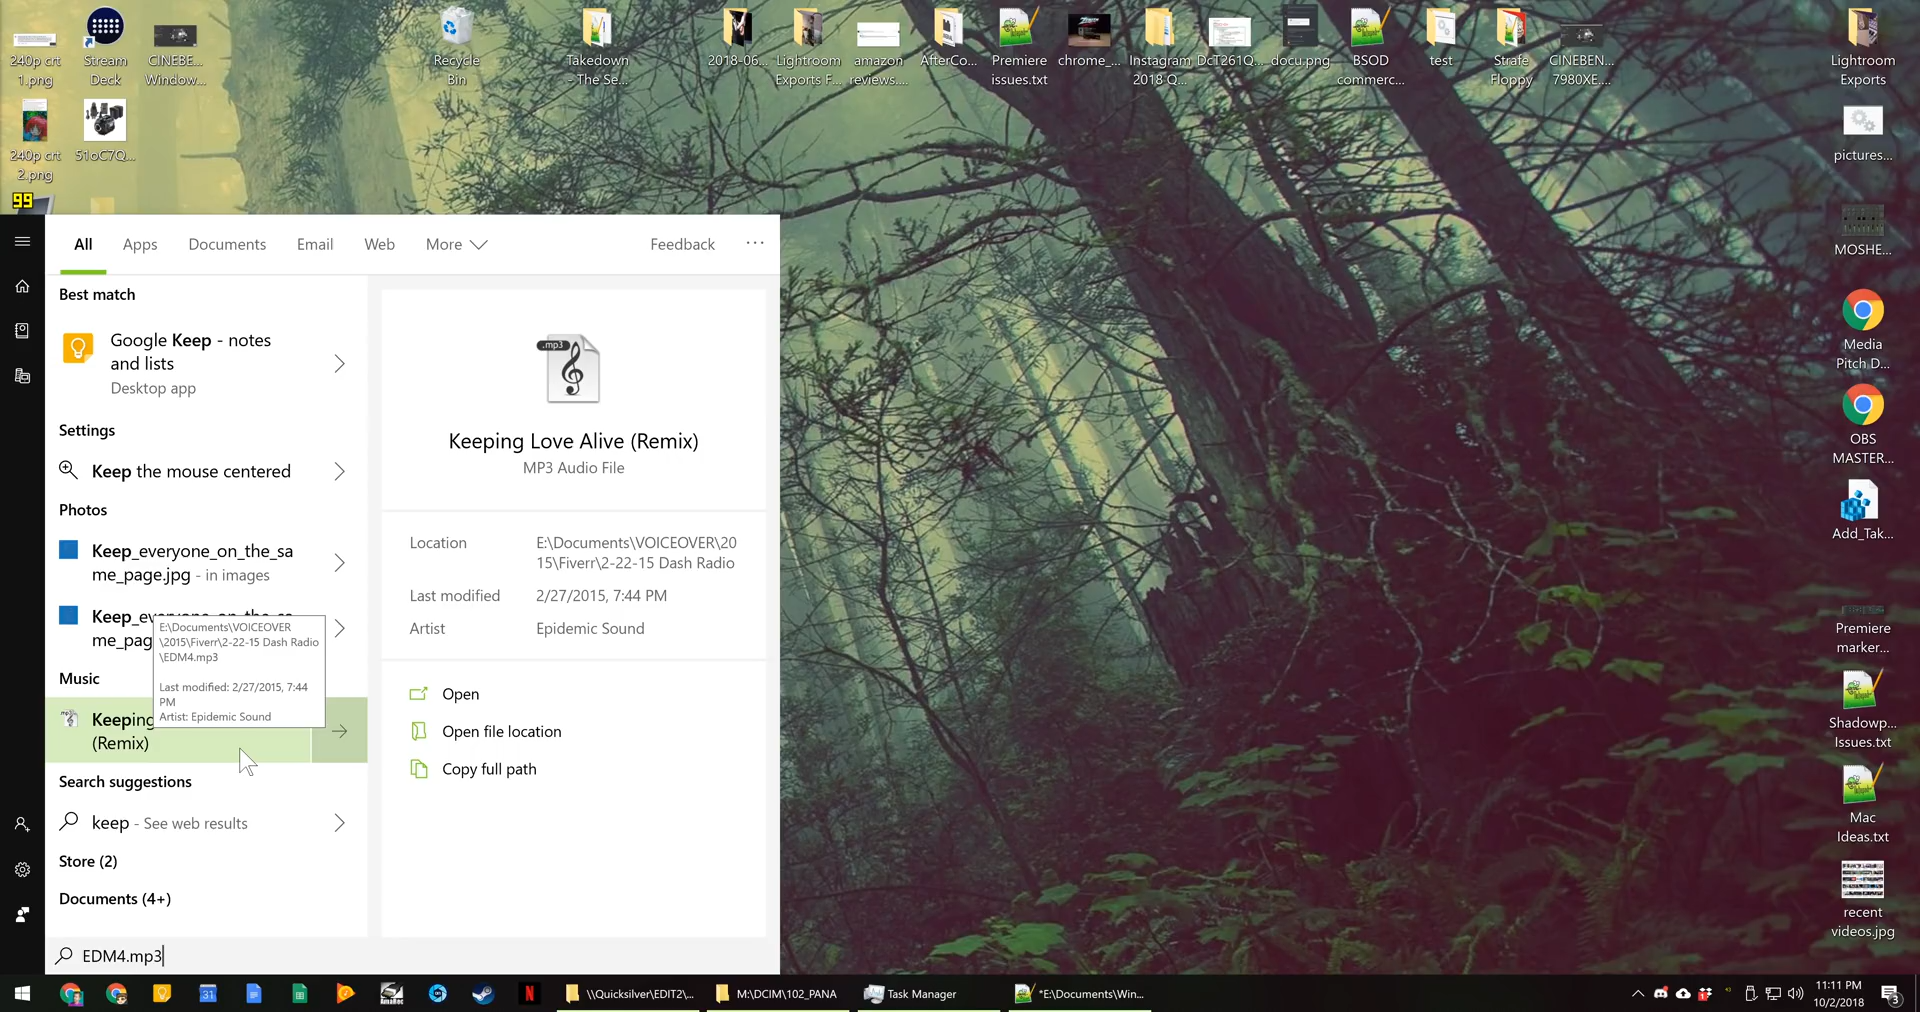 240p crt
1.png
Stream
Deck
CINEBE...
Window...
Recycle
Bin
Takedown
- The Se...
2018-06...
Lightroom
Exports F...
amazon
reviews....
AfterCo...
Premiere
issues.txt
chrome_...
Instagram
2018 Q...
DcT261Q...
docu.png
BSOD
commerc...
test
Strafe
Floppy
CINEBEN...
7980XE....
Lightroom
Exports
240p crt
2.png
51oC7Q...
pictures...
99
MOSHE...
Media
Pitch D...
OBS
MASTER...
Add_Tak...
Premiere
marker...
Shadowp...
Issues.txt
Mac
Ideas.txt
recent
videos.jpg
All Apps Documents Email Web More Feedback ...
Best match
Google Keep - notes
and lists
Desktop app
Settings
Keep the mouse centered
Photos
Keep_everyone_on_the_sa
me_page.jpg - in images
Keep_everyone_on_the_sa
me_pag
E:\Documents\VOICEOVER
\2015\Fiverr\2-22-15 Dash Radio
\EDM4.mp3
Last modified: 2/27/2015, 7:44
PM
Artist: Epidemic Sound
Music
Keeping
(Remix)
Search suggestions
keep - See web results
Store (2)
Documents (4+)
EDM4.mp3
.mp3
Keeping Love Alive (Remix)
MP3 Audio File
Location E:\Documents\VOICEOVER\20
15\Fiverr\2-22-15 Dash Radio
Last modified 2/27/2015, 7:44 PM
Artist Epidemic Sound
Open
Open file location
Copy full path
31
\\Quicksilver\EDIT2\...
M:\DCIM\102_PANA
Task Manager
*E:\Documents\Win...
11:11 PM
10/2/2018
3